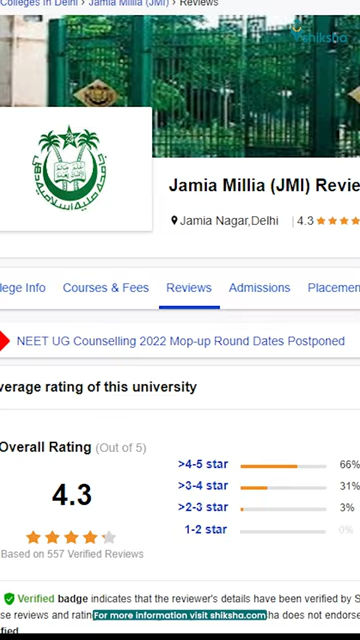 Colleges in Delhi › Jamia Millia (JMI) › Reviews
shiksha
Jamia Millia (JMI) Revie
Jamia Nagar,Delhi | 4.3
lege Info Courses & Fees Reviews Admissions Placemen
NEET UG Counselling 2022 Mop-up Round Dates Postponed
verage rating of this university
Overall Rating (Out of 5)
4.3
Based on 557 Verified Reviews
>4-5 star 66%
>3-4 star 31%
>2-3 star 3%
1-2 star 0%
Verified badge indicates that the reviewer's details have been verified by S
se reviews and ratin
For more information visit shiksha.com
ha does not endorse
fied